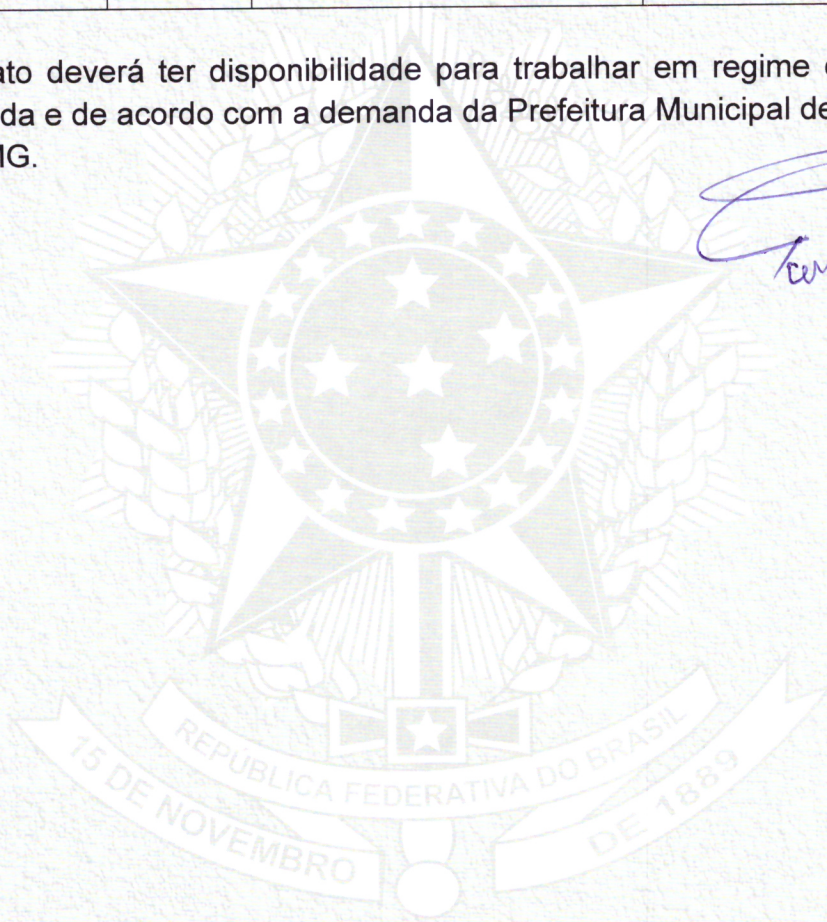 ato deverá ter disponibilidade para trabalhar em regime
da e de acordo com a demanda da Prefeitura Municipal de
MG.
REPÚBLICA FEDERATIVA DO BRASIL
15 DE NOVEMBRO DE 1889